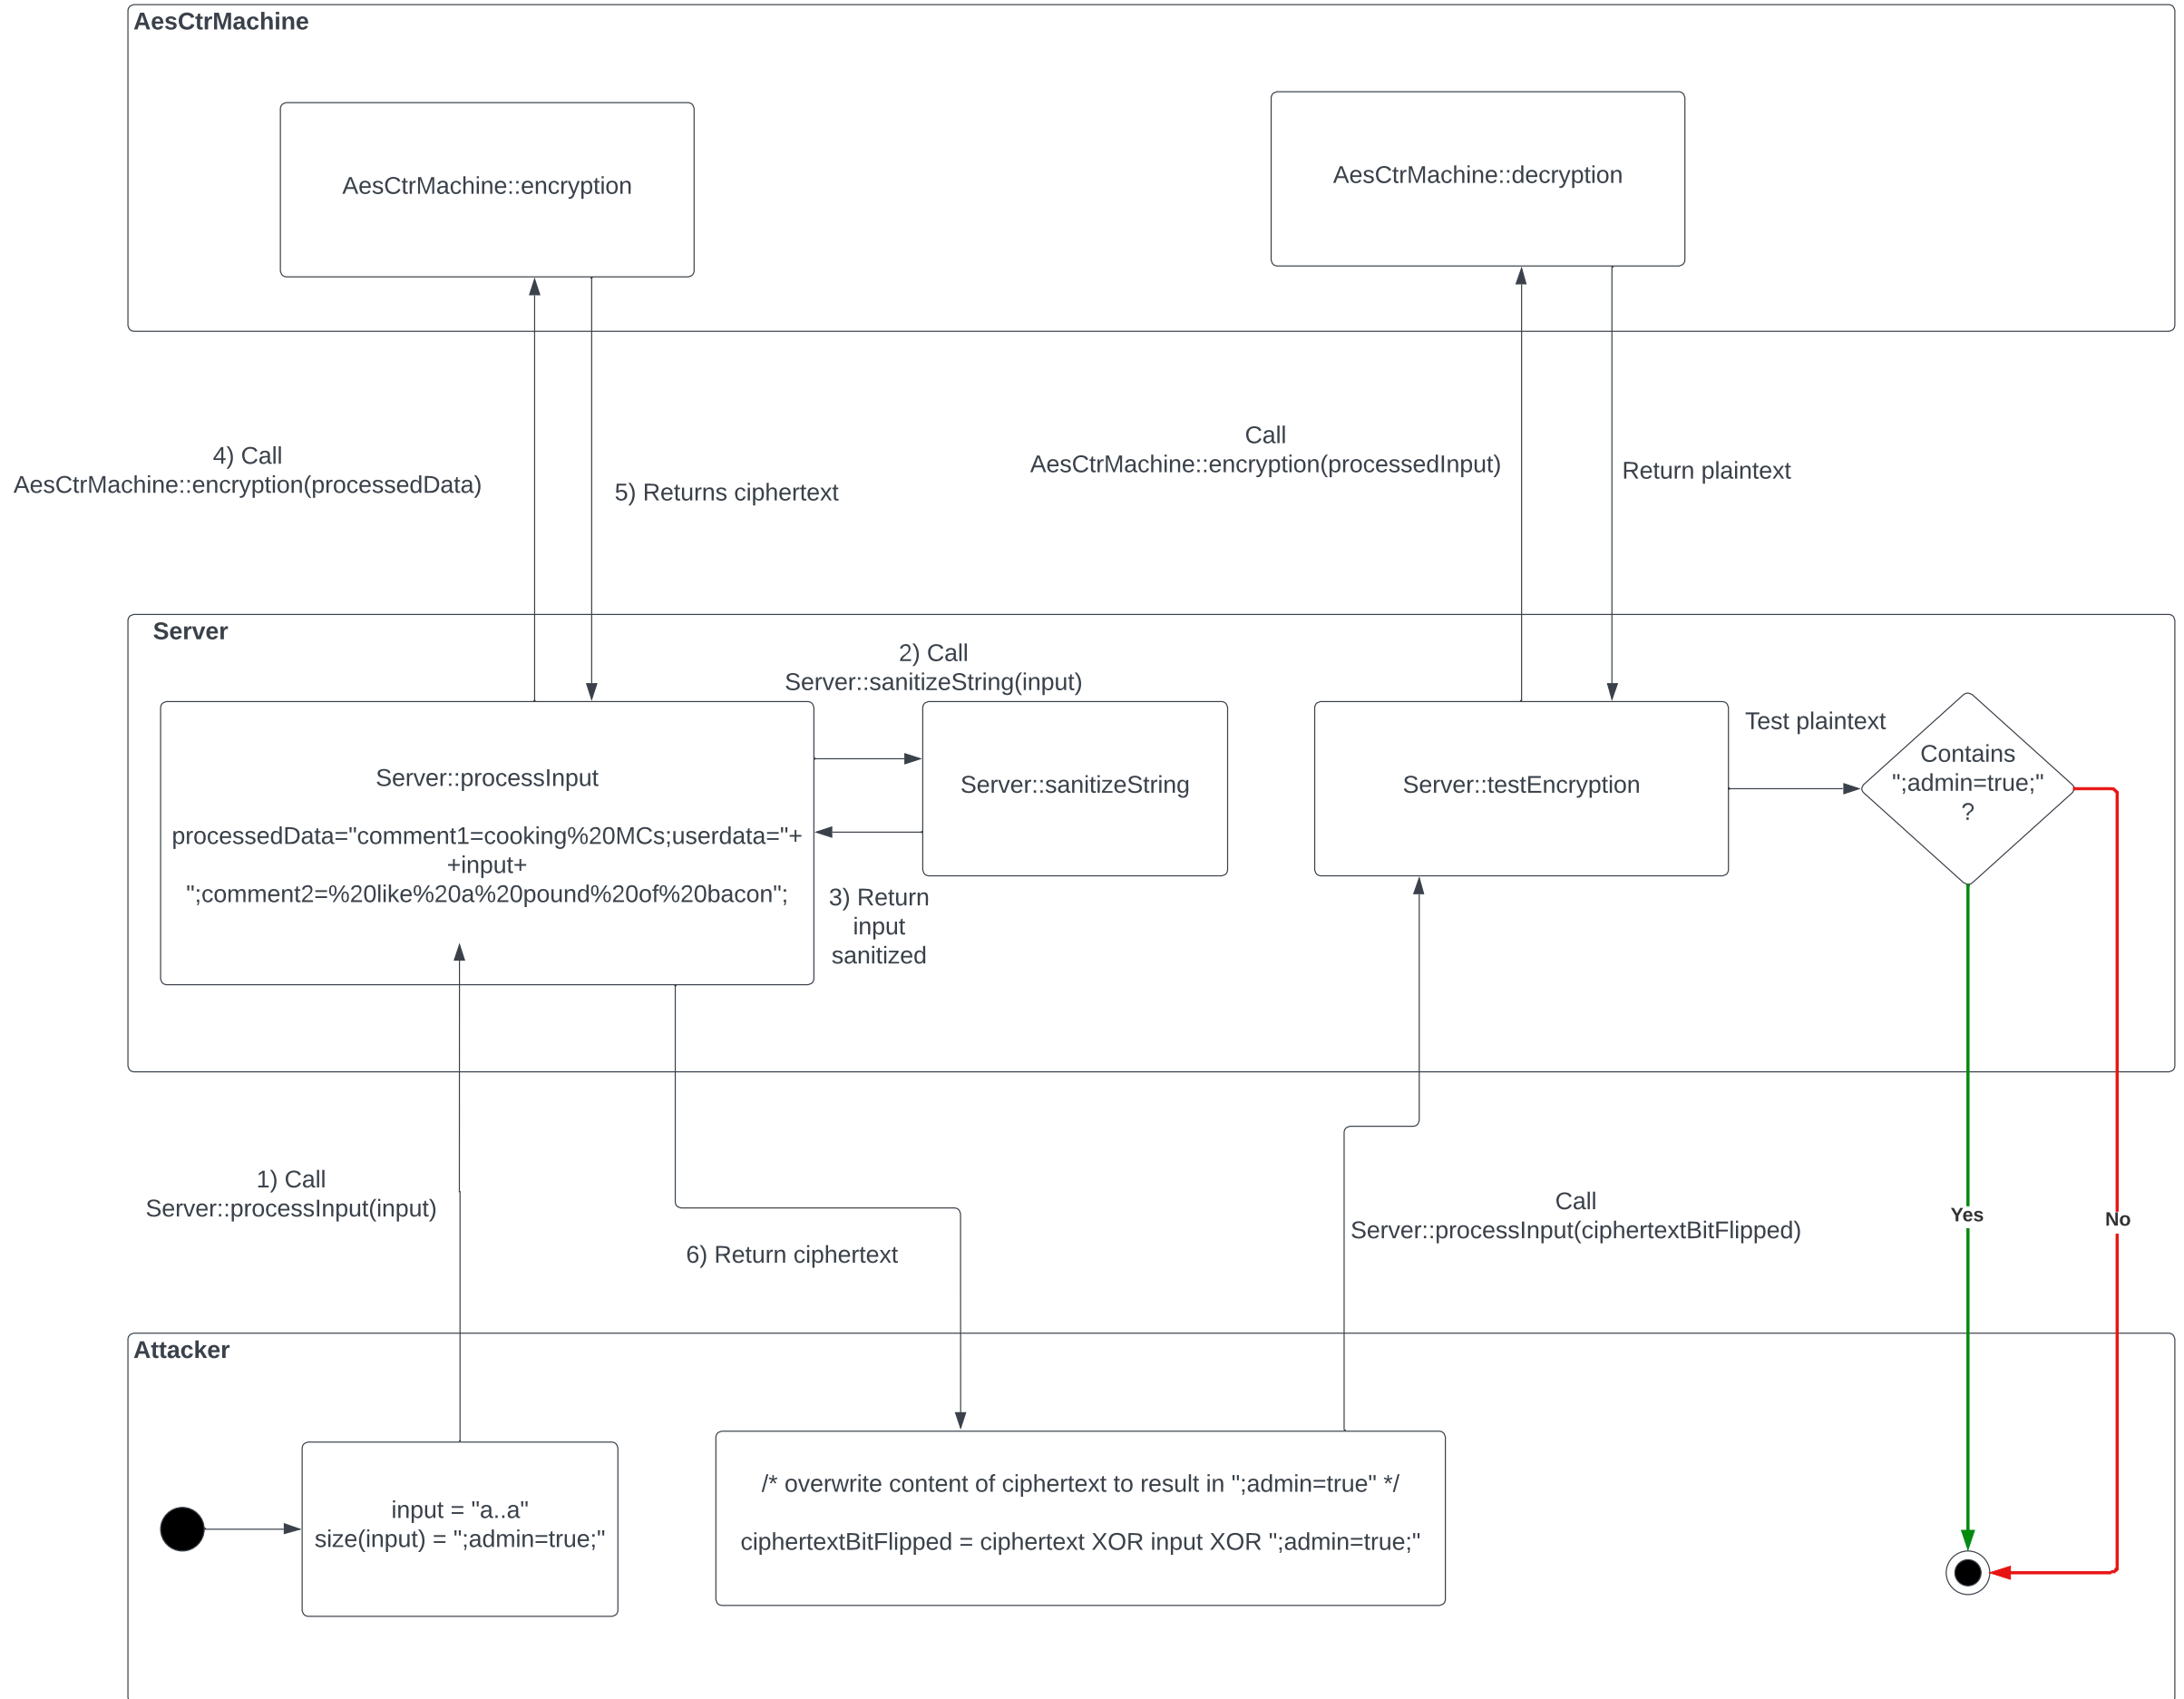 AesCtrMachine
AesCtrMachine::encryption
AesCtrMachine::decryption
4) Call
AesCtrMachine::encryption(processedData)
5) Returns ciphertext
Call
AesCtrMachine::encryption(processedInput)
Return plaintext
Server
2) Call
Server::sanitizeString(input)
Server::processInput
processedData="comment1=cooking%20MCs;userdata="+
+input+
";comment2=%20like%20a%20pound%20of%20bacon";
Server::sanitizeString
3) Return
input
sanitized
Server::testEncryption
Test plaintext
Contains
";admin=true;"
?
1) Call
Server::processInput(input)
6) Return ciphertext
Call
Server::processInput(ciphertextBitFlipped)
Yes
No
Attacker
input = "a..a"
size(input) = ";admin=true;"
/* overwrite content of ciphertext to result in ";admin=true" */
ciphertextBitFlipped = ciphertext XOR input XOR ";admin=true;"